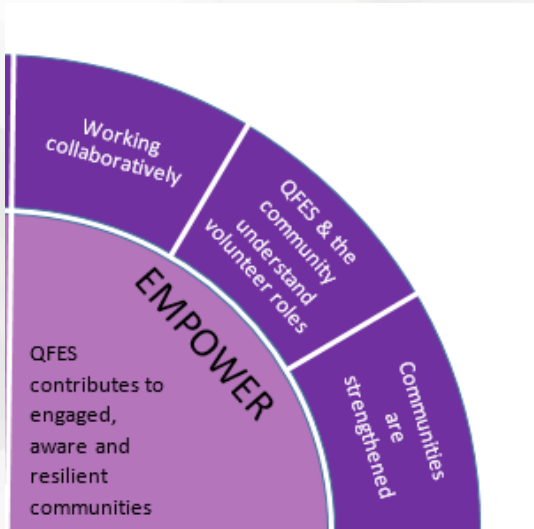 Working
collaboratively
QFES & the
community
understand
volunteer roles
Communities
are
strengthened
EMPOWER
QFES
contributes to
engaged,
aware and
resilient
communities